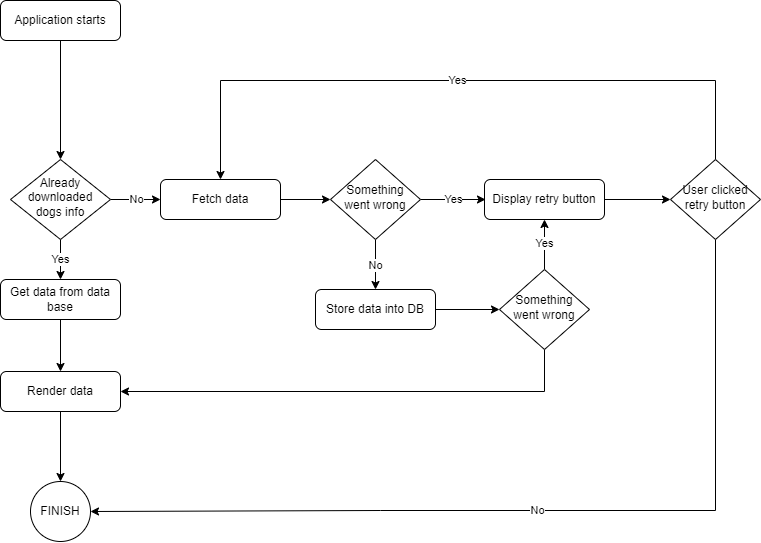 Application starts
Yes
Already
downloaded
dogs info
No
Fetch data
Something
went wrong
Yes
Display retry button
User clicked
retry button
Yes
Yes
No
Get data from data
base
Store data into DB
Something
went wrong
Render data
FINISH
No